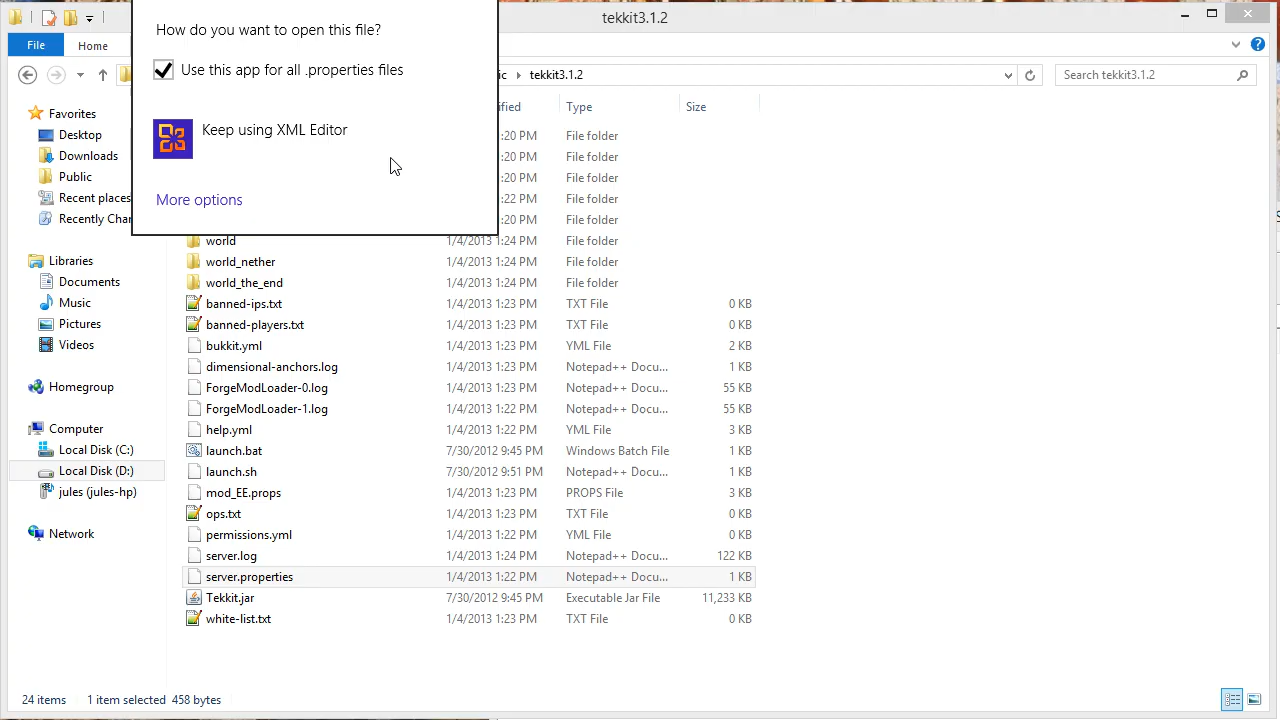 tekkit3.1.2
File
Home
How do you want to open this file?
Use this app for all .properties files
Keep using XML Editor
More options
ic
tekkit3.1.2
Search tekkit3.1.2
ified
Type
Size
Favorites
Desktop
Downloads
Public
Recent places
Recently Char
Libraries
Documents
Music
Pictures
Videos
Homegroup
Computer
Local Disk (C:)
Local Disk (D:)
jules (jules-hp)
Network
:20 PM File folder
:20 PM File folder
:20 PM File folder
:22 PM File folder
:20 PM File folder
world 1/4/2013 1:24 PM File folder
world_nether 1/4/2013 1:24 PM File folder
world_the_end 1/4/2013 1:24 PM File folder
banned-ips.txt 1/4/2013 1:23 PM TXT File 0 KB
banned-players.txt 1/4/2013 1:23 PM TXT File 0 KB
bukkit.yml 1/4/2013 1:23 PM YML File 2 KB
dimensional-anchors.log 1/4/2013 1:23 PM Notepad++ Docu... 1 KB
ForgeModLoader-0.log 1/4/2013 1:23 PM Notepad++ Docu... 55 KB
ForgeModLoader-1.log 1/4/2013 1:22 PM Notepad++ Docu... 55 KB
help.yml 1/4/2013 1:22 PM YML File 3 KB
launch.bat 7/30/2012 9:45 PM Windows Batch File 1 KB
launch.sh 7/30/2012 9:51 PM Notepad++ Docu... 1 KB
mod_EE.props 1/4/2013 1:23 PM PROPS File 3 KB
ops.txt 1/4/2013 1:23 PM TXT File 0 KB
permissions.yml 1/4/2013 1:22 PM YML File 0 KB
server.log 1/4/2013 1:24 PM Notepad++ Docu... 122 KB
server.properties 1/4/2013 1:22 PM Notepad++ Docu... 1 KB
Tekkit.jar 7/30/2012 9:45 PM Executable Jar File 11,233 KB
white-list.txt 1/4/2013 1:23 PM TXT File 0 KB
24 items 1 item selected 458 bytes